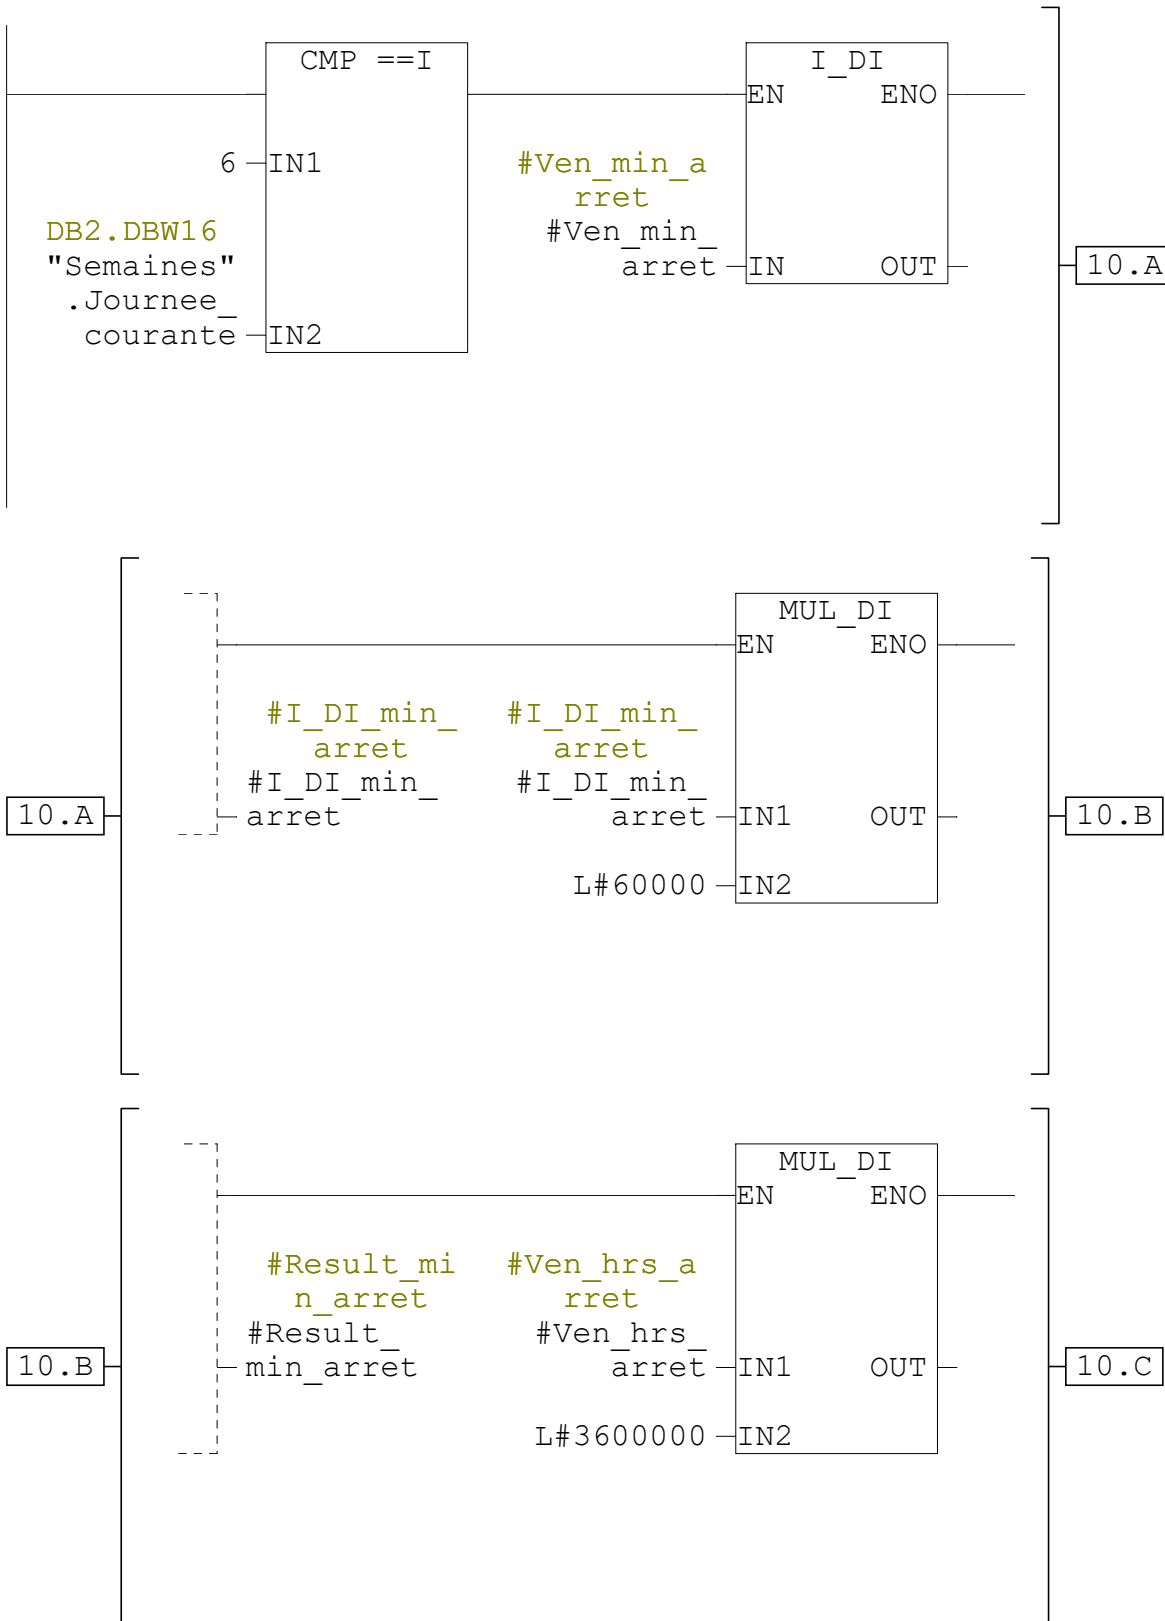 CMP ==I
I_DI
EN ENO
6 IN1
#Ven_min_a
rret
DB2.DBW16
#Ven_min_
"Semaines"
arret IN OUT
10.A
.Journee_
courante IN2
MUL_DI
EN ENO
#I_DI_min_ #I_DI_min_
arret arret
#I_DI_min_ #I_DI_min_
10.A arret arret IN1 OUT 10.B
L#60000 IN2
MUL_DI
EN ENO
#Result_mi #Ven_hrs_a
n_arret rret
#Result_ #Ven_hrs_
10.B min_arret arret IN1 OUT 10.C
L#3600000 IN2